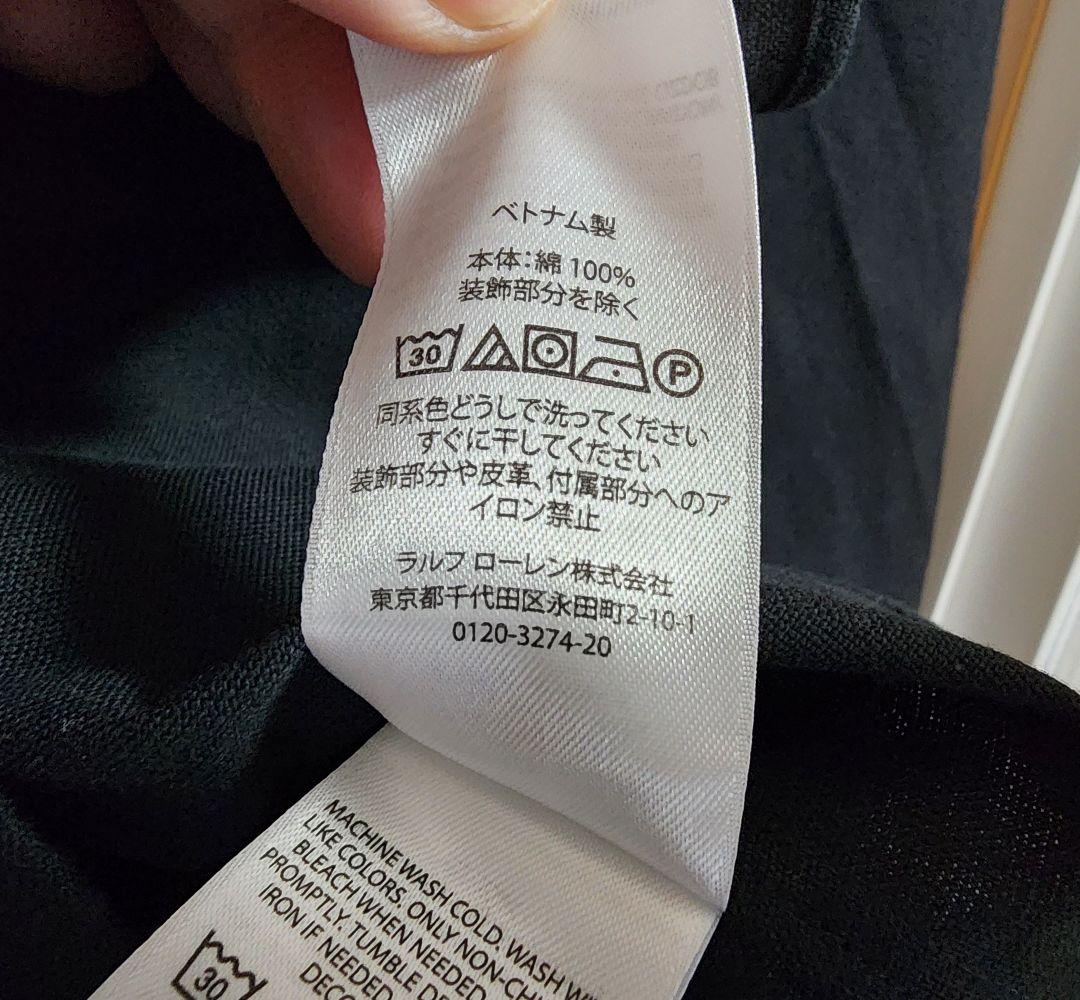 ベトナム製
本体：綿 100%
装飾部分を除く
30 P
同系色どうしで洗ってください
すぐに干してください
装飾部分や皮革、付属部分へのア
イロン禁止
ラルフ ローレン株式会社
東京都千代田区永田町2-10-1
0120-3274-20
MACHINE WASH COLD. WASH
LIKE COLORS. ONLY NON-
BLEACH WHEN NEEDED
PROMPTLY. TUMBLE
IRON IF NEEDED
30